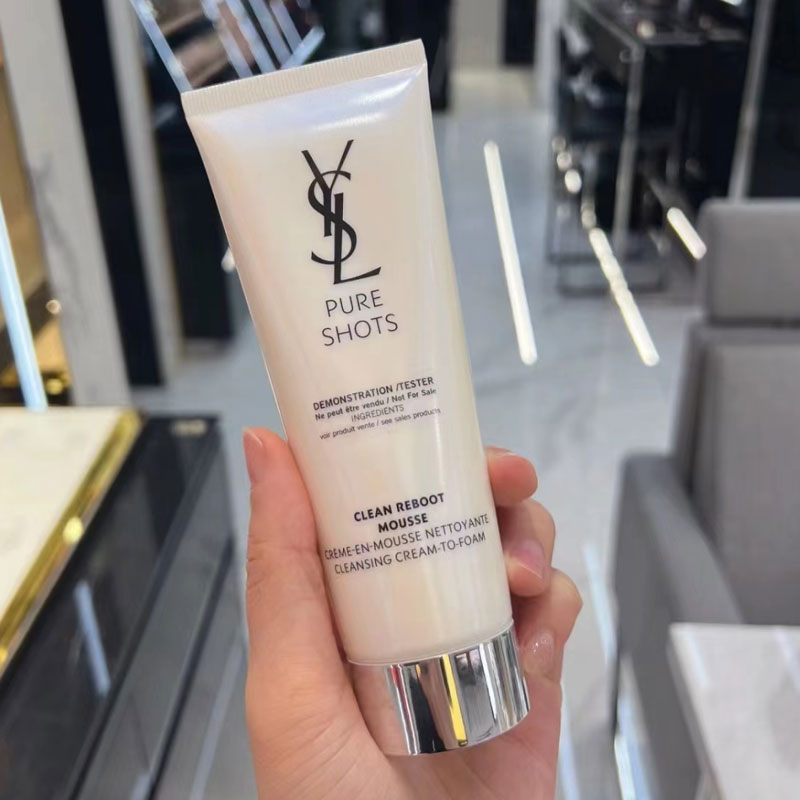 YSL
PURE
SHOTS
DEMONSTRATION /TESTER
Ne peut être vendu / Not For Sale
INGREDIENTS
voir produit vente / see sales products
CLEAN REBOOT
MOUSSE
CRÈME-EN-MOUSSE NETTOYANTE
CLEANSING CREAM-TO-FOAM